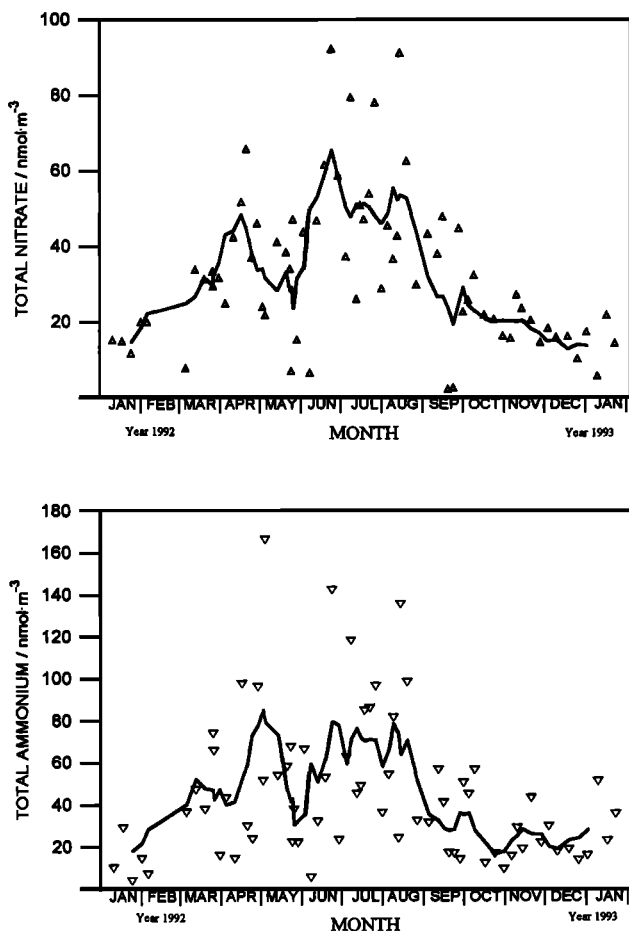 100
80
60
40
20
TOTAL NITRATE / nmol·m⁻³
JAN FEB MAR APR MAY JUN JUL AUG SEP OCT NOV DEC JAN
Year 1992 MONTH Year 1993
180
160
140
120
100
80
60
40
20
TOTAL AMMONIUM / nmol·m⁻³
JAN FEB MAR APR MAY JUN JUL AUG SEP OCT NOV DEC JAN
Year 1992 MONTH Year 1993